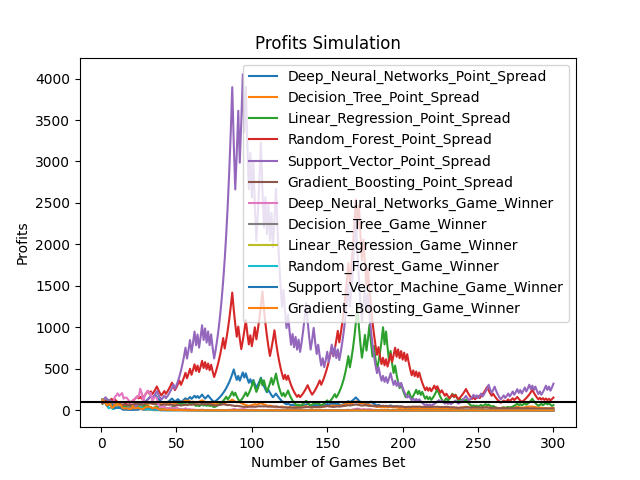 Profits Simulation
Profits
4000
3500
3000
2500
2000
1500
1000
500
0
Deep_Neural_Networks_Point_Spread
Decision_Tree_Point_Spread
Linear_Regression_Point_Spread
Random_Forest_Point_Spread
Support_Vector_Point_Spread
Gradient_Boosting_Point_Spread
Deep_Neural_Networks_Game_Winner
Decision_Tree_Game_Winner
Linear_Regression_Game_Winner
Random_Forest_Game_Winner
Support_Vector_Machine_Game_Winner
Gradient_Boosting_Game_Winner
0 50 100 150 200 250 300
Number of Games Bet